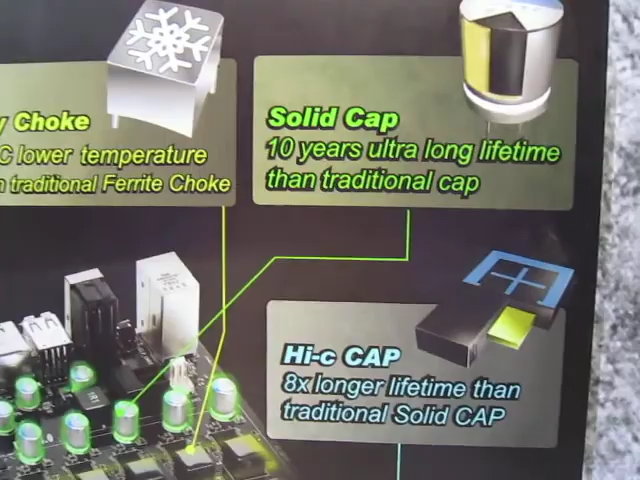 y Choke
C lower temperature
traditional Ferrite Choke
Solid Cap
10 years ultra long lifetime
than traditional cap
Hi-c CAP
8x longer lifetime than
traditional Solid CAP